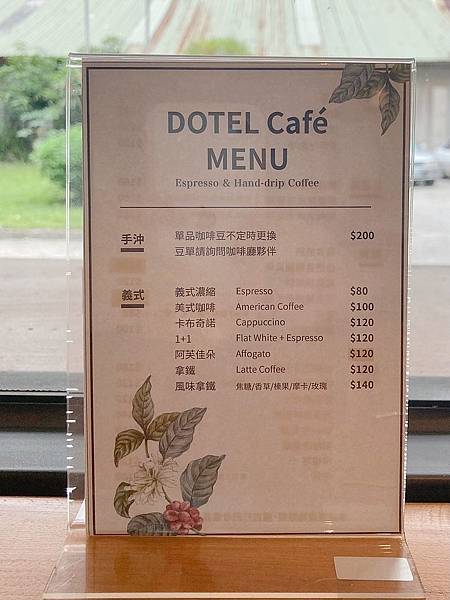 DOTEL Café
MENU
Espresso & Hand-drip Coffee
手沖 單品咖啡豆不定時更換 $200
豆單請詢問咖啡廳夥伴
義式 義式濃縮 Espresso $80
美式咖啡 American Coffee $100
卡布奇諾 Cappuccino $120
1+1 Flat White + Espresso $120
阿芙佳朵 Affogato $120
拿鐵 Latte Coffee $120
風味拿鐵 焦糖/香草/榛果/摩卡/玫瑰 $140